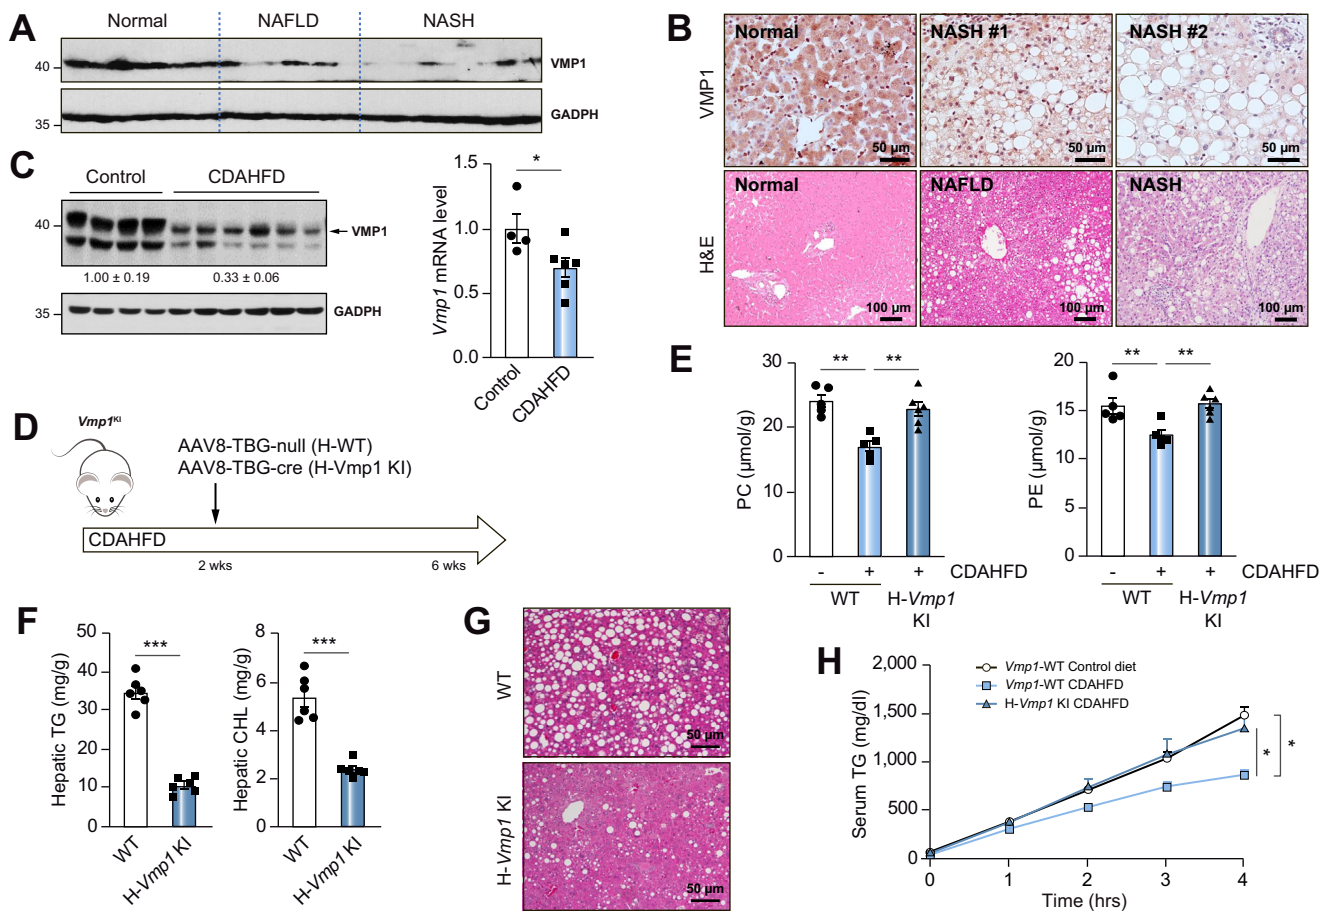 A
Normal
NAFLD
NASH
40
VMP1
35
GADPH
B
VMP1
Normal
50 μm
NASH #1
50 μm
NASH #2
50 μm
H&E
Normal
100 μm
NAFLD
100 μm
NASH
100 μm
C
Control
CDAHFD
40
VMP1
1.00 ± 0.19
0.33 ± 0.06
35
GADPH
Vmp1 mRNA level
1.5
1.0
0.5
0.0
*
Control
CDAHFD
D
Vmp1KI
AAV8-TBG-null (H-WT)
AAV8-TBG-cre (H-Vmp1 KI)
CDAHFD
2 wks
6 wks
E
PC (μmol/g)
30
20
10
0
**
**
- + + CDAHFD
WT
H-Vmp1
KI
PE (μmol/g)
20
15
10
5
0
**
**
- + + CDAHFD
WT
H-Vmp1
KI
F
Hepatic TG (mg/g)
50
40
30
20
10
0
***
WT
H-Vmp1 KI
Hepatic CHL (mg/g)
8
6
4
2
0
***
WT
H-Vmp1 KI
G
WT
50 μm
H-Vmp1 KI
50 μm
H
Serum TG (mg/dl)
2,000
1,500
1,000
500
0
Vmp1-WT Control diet
Vmp1-WT CDAHFD
H-Vmp1 KI CDAHFD
*
*
0 1 2 3 4
Time (hrs)